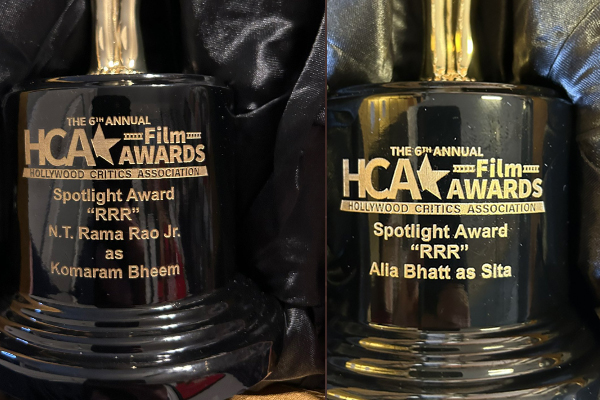 THE 6TH ANNUAL
HCA Film
AWARDS
HOLLYWOOD CRITICS ASSOCIATION
Spotlight Award
“RRR”
N.T. Rama Rao Jr.
as
Komaram Bheem
THE 6TH ANNUAL
HCA Film
AWARDS
HOLLYWOOD CRITICS ASSOCIATION
Spotlight Award
“RRR”
Alia Bhatt as Sita